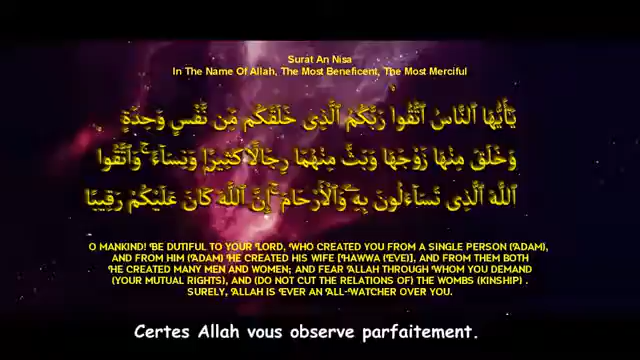 Surat An Nisa
In The Name Of Allah, The Most Beneficent, The Most Merciful
يَٰٓأَيُّهَا ٱلنَّاسُ ٱتَّقُوا۟ رَبَّكُمُ ٱلَّذِى خَلَقَكُم مِّن نَّفْسٍ وَٰحِدَةٍ
وَخَلَقَ مِنْهَا زَوْجَهَا وَبَثَّ مِنْهُمَا رِجَالًا كَثِيرًا وَنِسَآءً ۚ وَٱتَّقُوا۟
ٱللَّهَ ٱلَّذِى تَسَآءَلُونَ بِهِۦ وَٱلْأَرْحَامَ ۚ إِنَّ ٱللَّهَ كَانَ عَلَيْكُمْ رَقِيبًا
O MANKIND! BE DUTIFUL TO YOUR LORD, WHO CREATED YOU FROM A SINGLE PERSON (ADAM),
AND FROM HIM (ADAM) HE CREATED HIS WIFE [HAWWA (EVE)], AND FROM THEM BOTH
HE CREATED MANY MEN AND WOMEN; AND FEAR ALLAH THROUGH WHOM YOU DEMAND
(YOUR MUTUAL RIGHTS), AND (DO NOT CUT THE RELATIONS OF) THE WOMBS (KINSHIP) .
SURELY, ALLAH IS EVER AN ALL-WATCHER OVER YOU.
Certes Allah vous observe parfaitement.